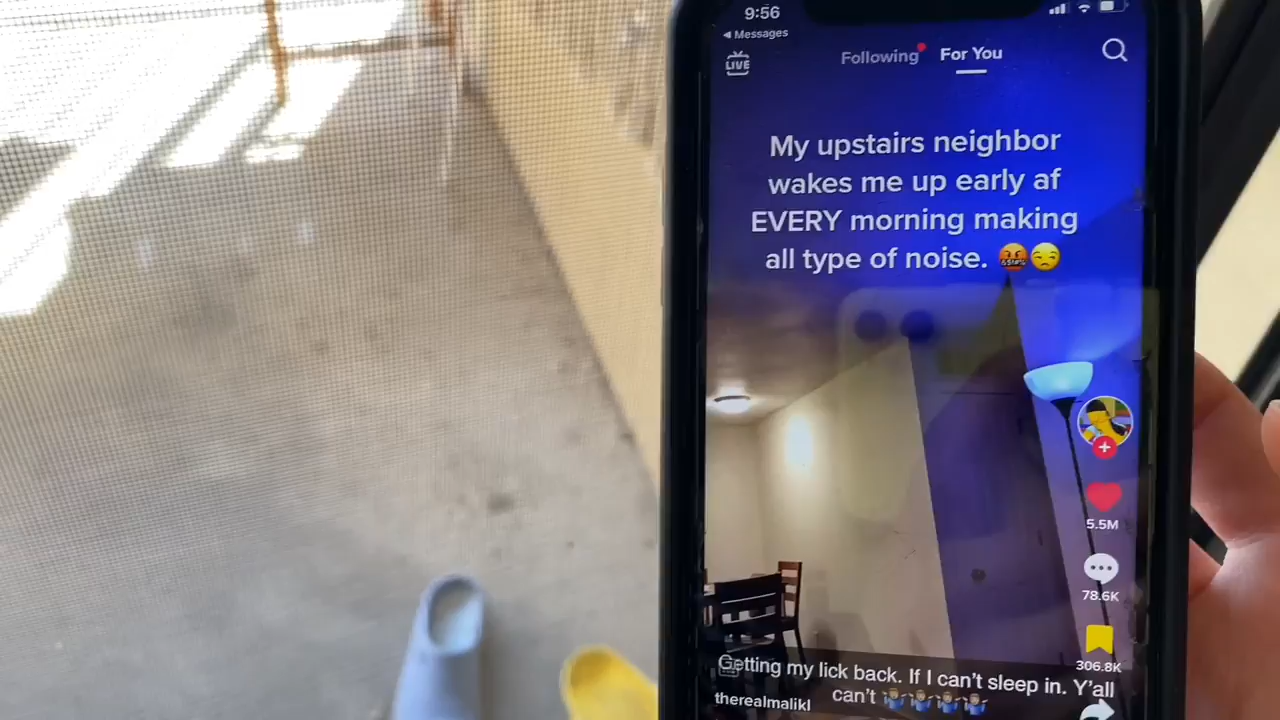 9:56
Messages
LIVE
Following
For You
My upstairs neighbor
wakes me up early af
EVERY morning making
all type of noise. 🤬😒
5.5M
78.6K
306.8K
Getting my lick back. If I can't sleep in. Y'all
can't 🤷🏽‍♂️🤷🏽‍♂️🤷🏽‍♂️🤷🏽‍♂️
therealmalikl